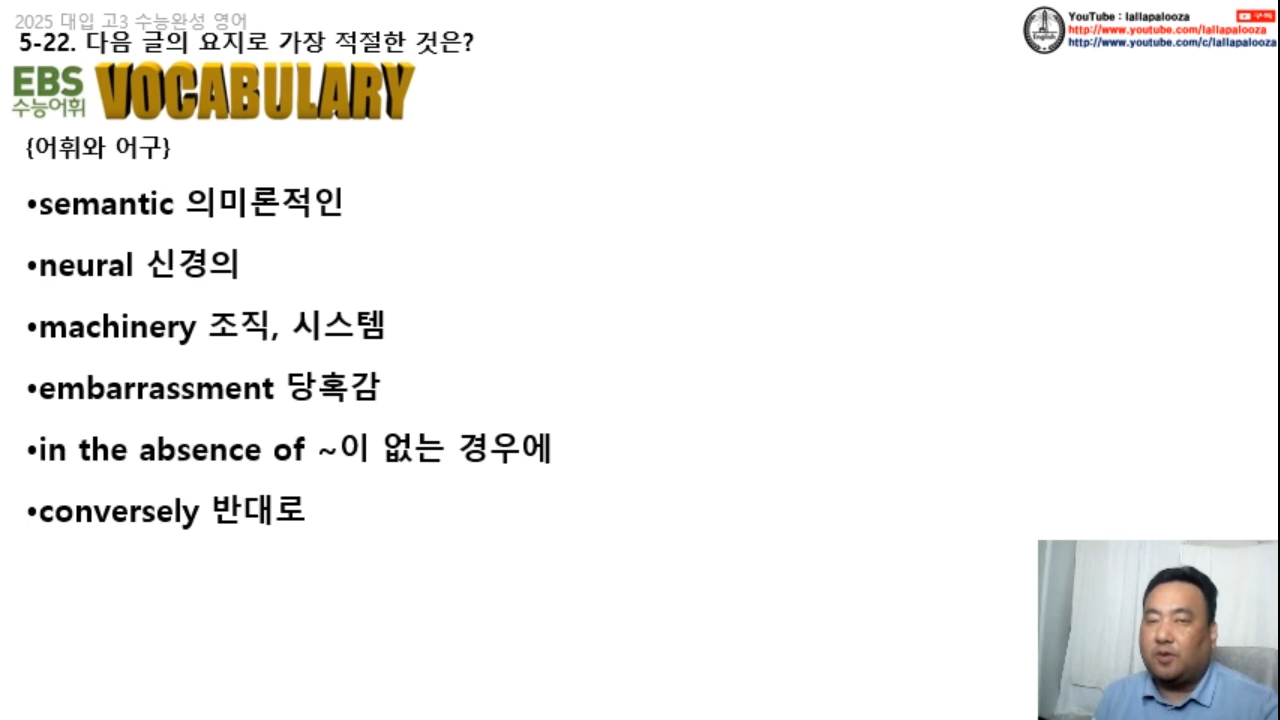 2025 대입 고3 수능완성 영어
5-22. 다음 글의 요지로 가장 적절한 것은?
YouTube : lallapalooza
구독
http://www.youtube.com/lallapalooza
http://www.youtube.com/c/lallapalooza
English
EBS
수능어휘
VOCABULARY
{어휘와 어구}
•semantic 의미론적인
•neural 신경의
•machinery 조직, 시스템
•embarrassment 당혹감
•in the absence of ~이 없는 경우에
•conversely 반대로